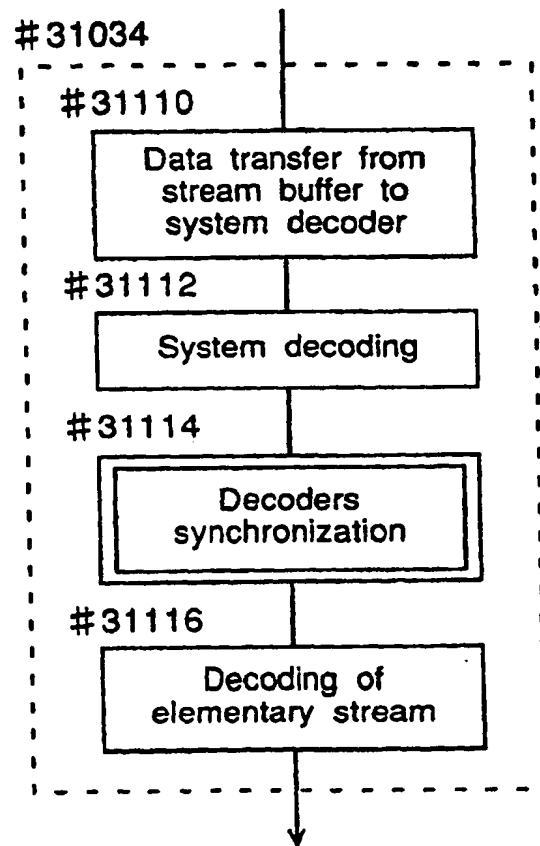 #31034
#31110
Data transfer from
stream buffer to
system decoder
#31112
System decoding
#31114
Decoders
synchronization
#31116
Decoding of
elementary stream